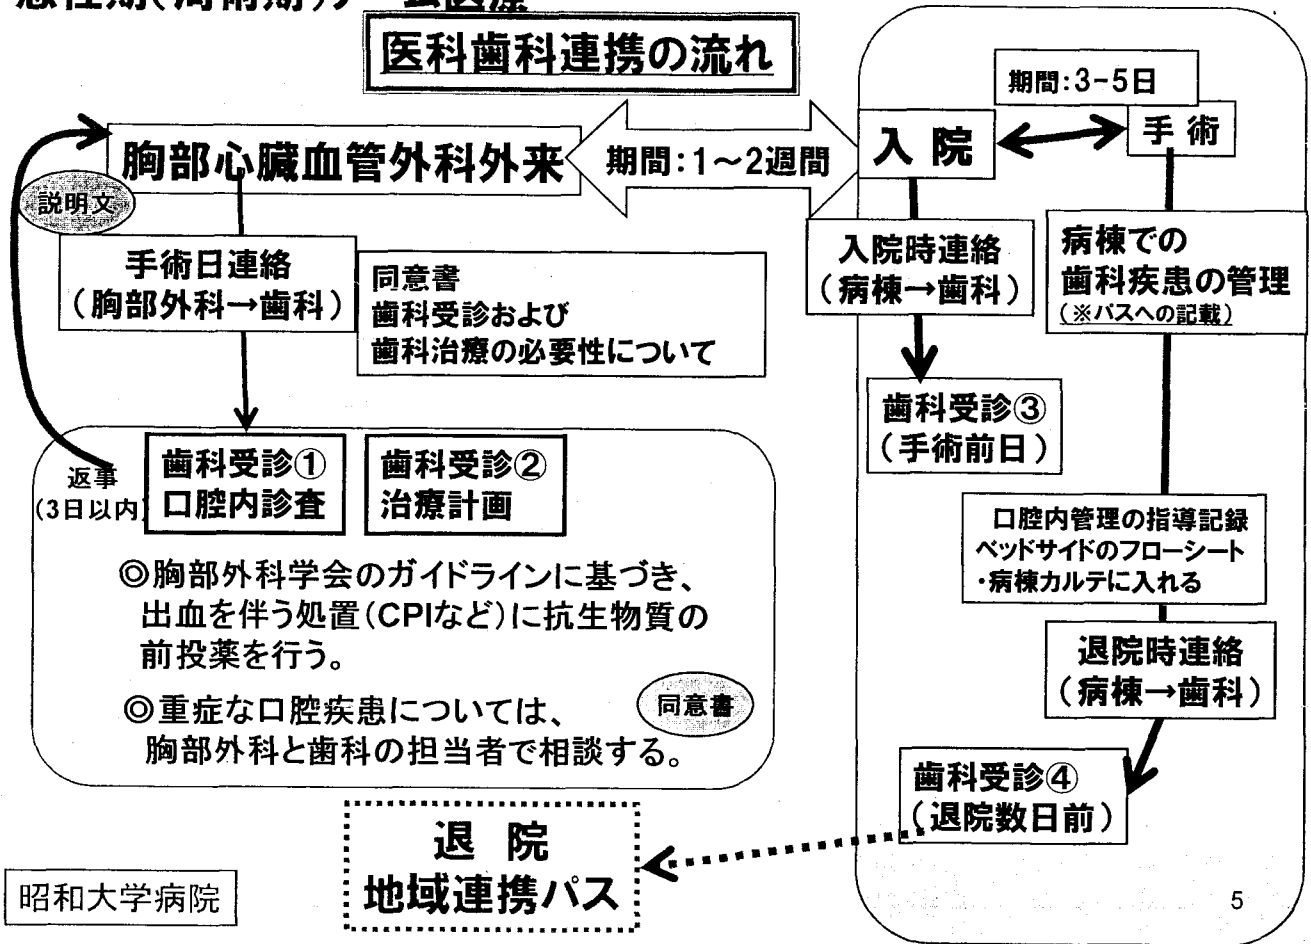 医科歯科連携の流れ
胸部心臓血管外科外来
期間:1～2週間
入 院
期間:3-5日
手 術
説明文
手術日連絡
(胸部外科→歯科)
同意書
歯科受診および
歯科治療の必要性について
入院時連絡
(病棟→歯科)
病棟での
歯科疾患の管理
(※パスへの記載)
歯科受診③
(手術前日)
返事
(3日以内)
歯科受診①
口腔内診査
歯科受診②
治療計画
◎胸部外科学会のガイドラインに基づき、
出血を伴う処置(CPIなど)に抗生物質の
前投薬を行う。
◎重症な口腔疾患については、
胸部外科と歯科の担当者で相談する。
同意書
口腔内管理の指導記録
ベッドサイドのフローシート
・病棟カルテに入れる
退院時連絡
(病棟→歯科)
歯科受診④
(退院数日前)
退 院
地域連携パス
昭和大学病院
5